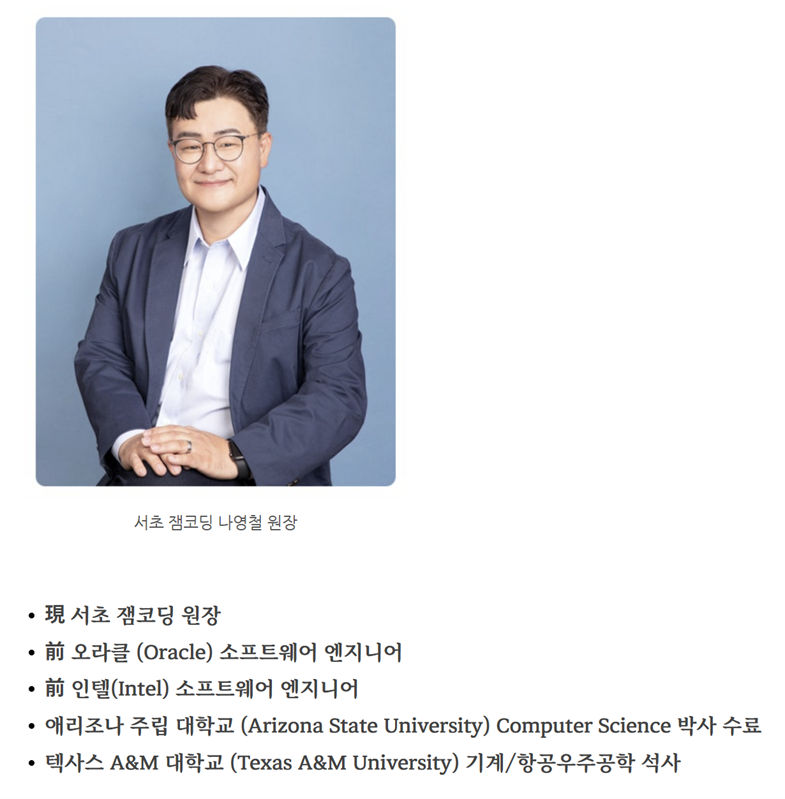 서초 잼코딩 나영철 원장
• 現 서초 잼코딩 원장
• 前 오라클 (Oracle) 소프트웨어 엔지니어
• 前 인텔(Intel) 소프트웨어 엔지니어
• 애리조나 주립 대학교 (Arizona State University) Computer Science 박사 수료
• 텍사스 A&M 대학교 (Texas A&M University) 기계/항공우주공학 석사